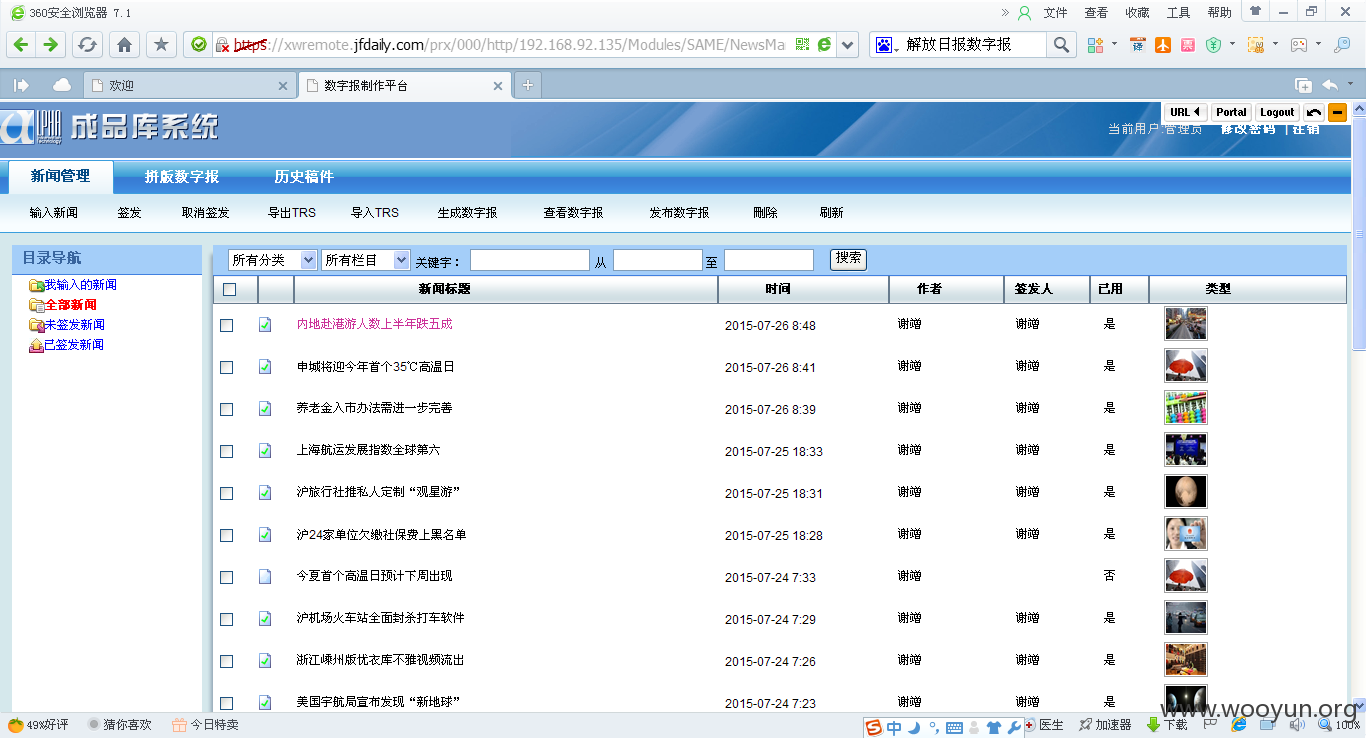 360安全浏览器 7.1
» 文件 查看 收藏 工具 帮助
https://xwremote.jfdaily.com/prx/000/http/192.168.92.135/Modules/SAME/NewsMa
解放日报数字报
译
欢迎
数字报制作平台
成品库系统
URL Portal Logout
当前用户:管理员 修改密码 | 注销
新闻管理 拼版数字报 历史稿件
输入新闻 签发 取消签发 导出TRS 导入TRS 生成数字报 查看数字报 发布数字报 删除 刷新
目录导航
我输入的新闻
全部新闻
未签发新闻
已签发新闻
所有分类 所有栏目 关键字： 从 至 搜索
新闻标题 时间 作者 签发人 已用 类型
内地赴港游人数上半年跌五成 2015-07-26 8:48 谢 谢 是
申城将迎今年首个35℃高温日 2015-07-26 8:41 谢 谢 是
养老金入市办法需进一步完善 2015-07-26 8:39 谢 谢 是
上海航运发展指数全球第六 2015-07-25 18:33 谢 谢 是
沪旅行社推私人定制“观星游” 2015-07-25 18:31 谢 谢 是
沪24家单位欠缴社保费上黑名单 2015-07-25 18:28 谢 谢 是
今夏首个高温日预计下周出现 2015-07-24 7:33 谢 谢 否
沪机场火车站全面封杀打车软件 2015-07-24 7:29 谢 谢 是
浙江嵊州版优衣库不雅视频流出 2015-07-24 7:26 谢 谢 是
美国宇航局宣布发现“新地球” 2015-07-24 7:23 谢 谢 是
www.wooyun.org
49%好评 猜你喜欢 今日特卖
中
医生 加速器 下载 100%